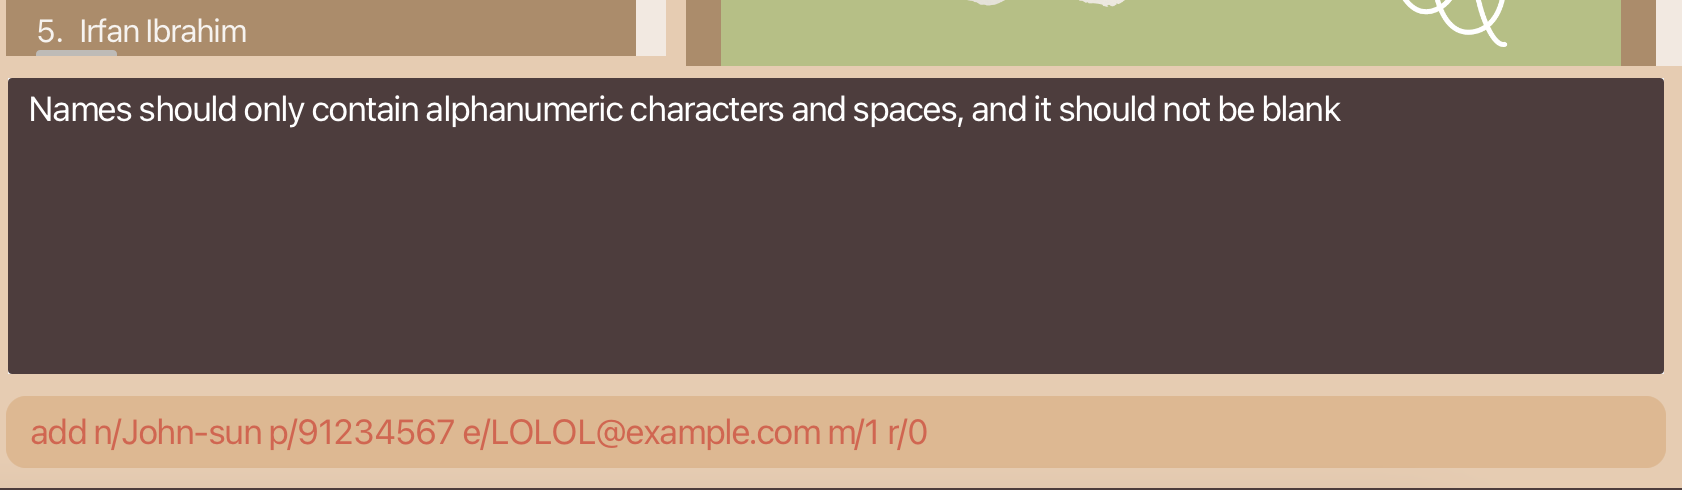 5. Irfan Ibrahim
Names should only contain alphanumeric characters and spaces, and it should not be blank
add n/John-sun p/91234567 e/LOLOL@example.com m/1 r/0